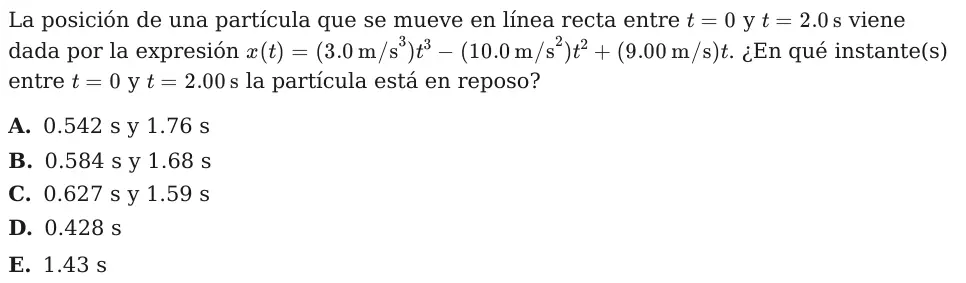 La posición de una partícula que se mueve en línea recta entre t = 0 y t = 2.0 s viene
dada por la expresión x(t) = (3.0 m/s³)t³ − (10.0 m/s²)t² + (9.00 m/s)t. ¿En qué instante(s)
entre t = 0 y t = 2.00 s la partícula está en reposo?
A. 0.542 s y 1.76 s
B. 0.584 s y 1.68 s
C. 0.627 s y 1.59 s
D. 0.428 s
E. 1.43 s